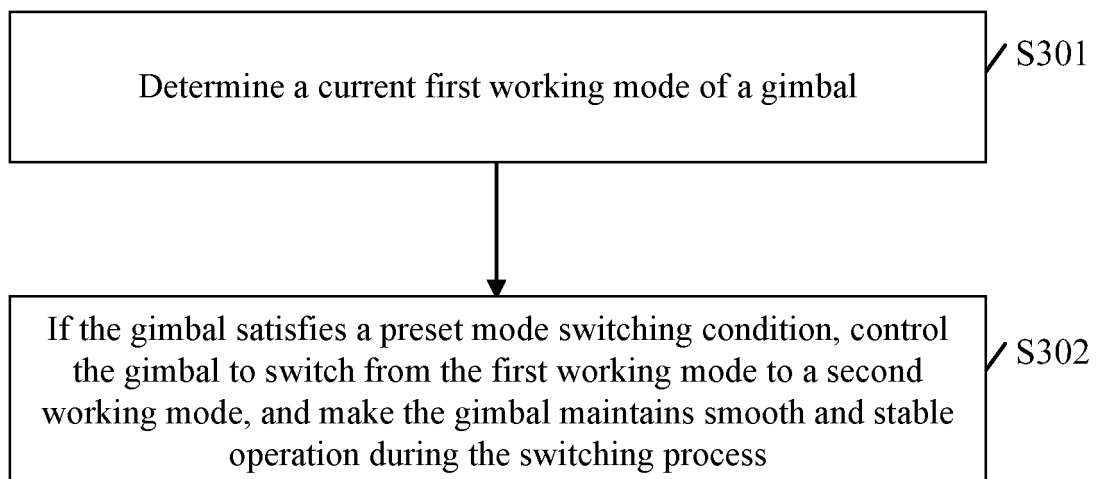 Determine a current first working mode of a gimbal
S301
If the gimbal satisfies a preset mode switching condition, control
the gimbal to switch from the first working mode to a second
working mode, and make the gimbal maintains smooth and stable
operation during the switching process
S302